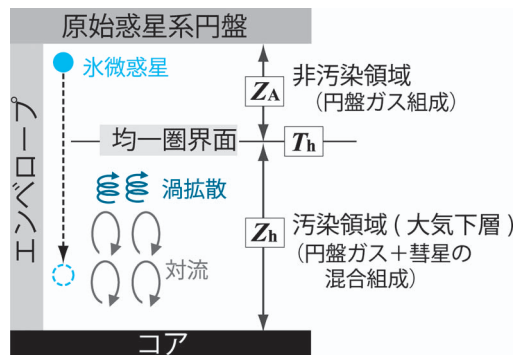 原始惑星系円盤
氷微惑星
エンベロープ
Z_A
非汚染領域
(円盤ガス組成)
均一圏界面
T_h
渦拡散
Z_h
汚染領域 ( 大気下層 )
(円盤ガス＋彗星の
混合組成)
対流
コア